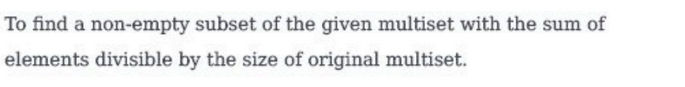 To find a non-empty subset of the given multiset with the sum of
elements divisible by the size of original multiset.